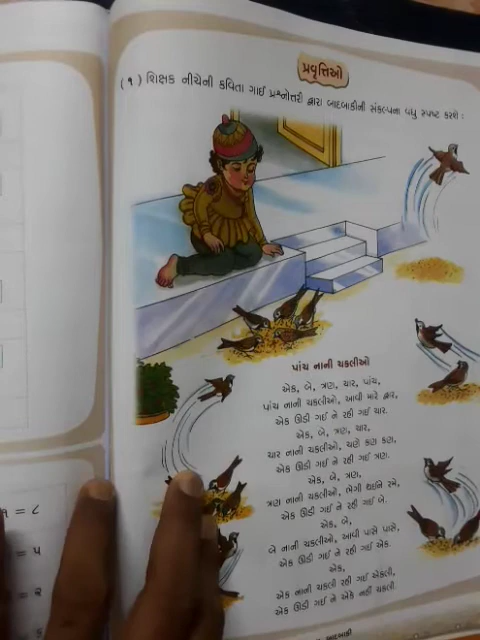 પ્રવૃત્તિઓ
(૧) શિક્ષક નીચેની કવિતા ગાઈ પ્રશ્નોત્તરી દ્વારા બાદબાકીની સંકલ્પના વધુ સ્પષ્ટ કરશે :
પાંચ નાની ચકલીઓ
એક, બે, ત્રણ, ચાર, પાંચ,
પાંચ નાની ચકલીઓ, આવી મારે દ્વાર,
એક ઊડી ગઈ ને રહી ગઈ ચાર.
એક, બે, ત્રણ, ચાર,
ચાર નાની ચકલીઓ, ચણે કણ કણ,
એક ઊડી ગઈ ને રહી ગઈ ત્રણ.
એક, બે, ત્રણ,
ત્રણ નાની ચકલીઓ, ભેગી થઈને રમે,
એક ઊડી ગઈ ને રહી ગઈ બે.
એક, બે,
બે નાની ચકલીઓ, આવી પાસે પાસે,
એક ઊડી ગઈ ને રહી ગઈ એક.
એક,
એક નાની ચકલી રહી ગઈ એકલી,
એક ઊડી ગઈ ને એકે નહીં ચકલી.
બાદબાકી
૧ = ૮
= ૫
= ૨